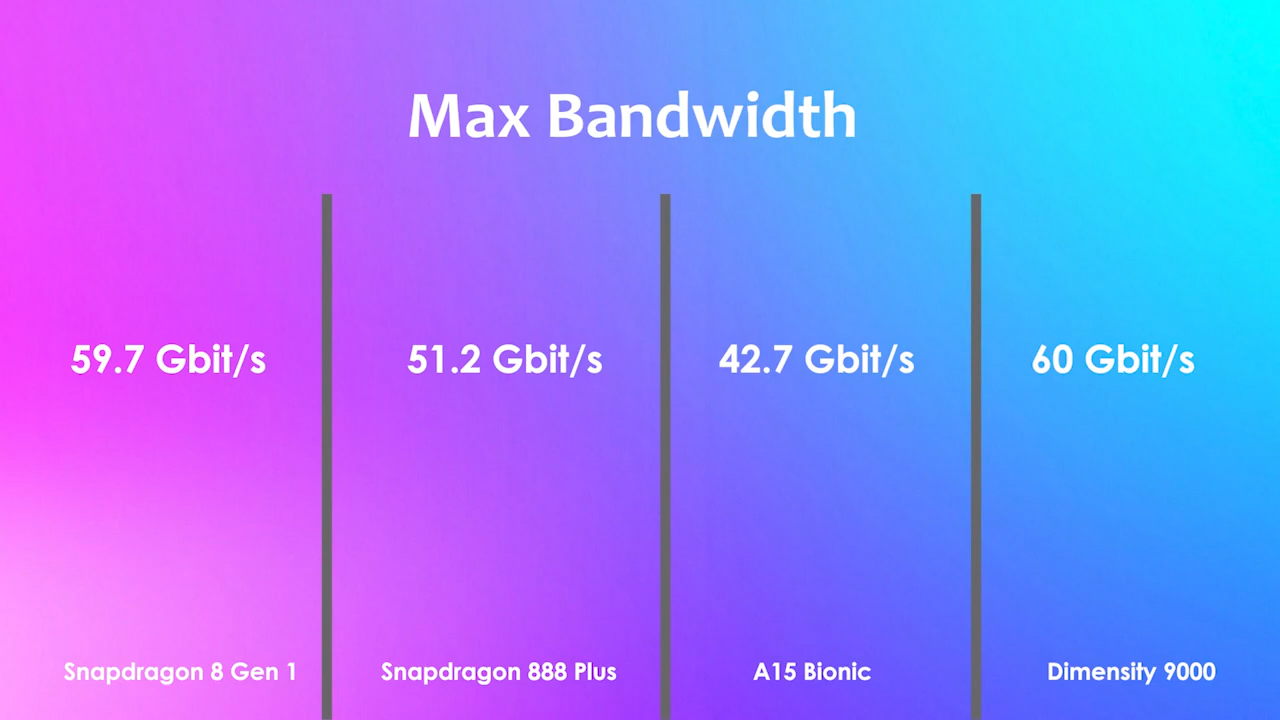 Max Bandwidth
59.7 Gbit/s
51.2 Gbit/s
42.7 Gbit/s
60 Gbit/s
Snapdragon 8 Gen 1
Snapdragon 888 Plus
A15 Bionic
Dimensity 9000